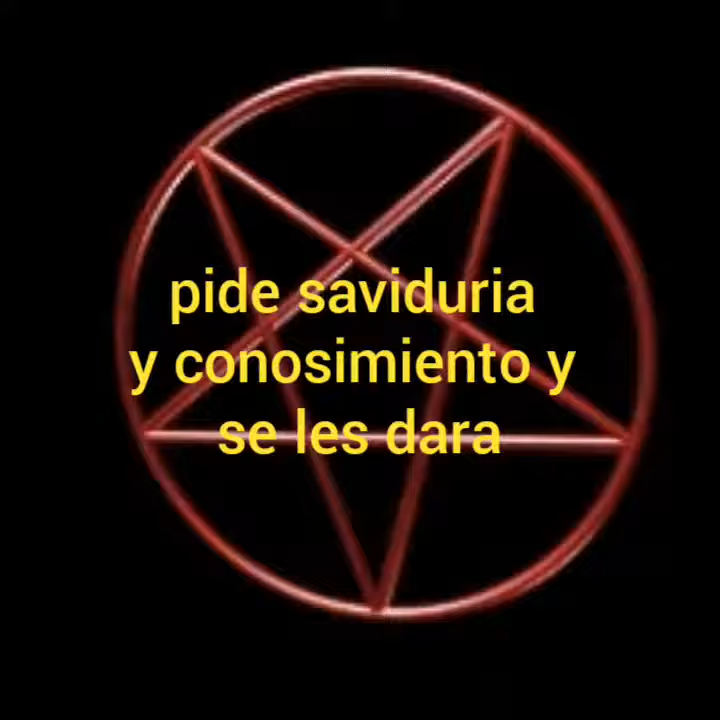 pide saviduria
y conosimiento y
se les dara